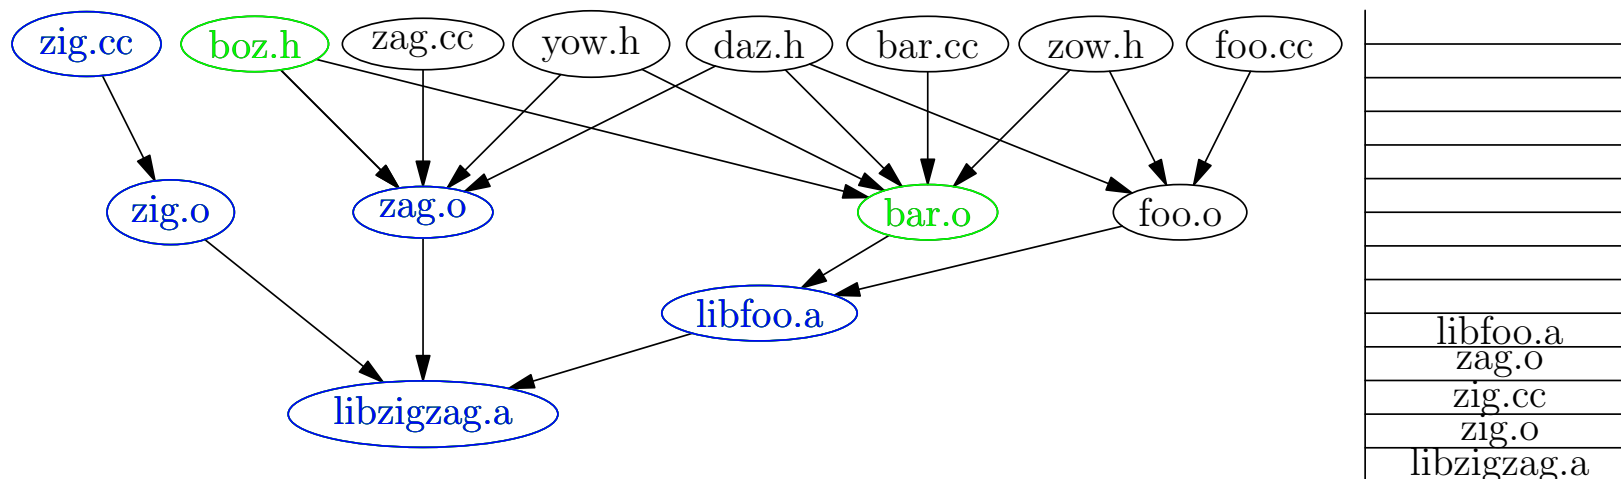 zig.cc boz.h zag.cc yow.h daz.h bar.cc zow.h foo.cc
zig.o zag.o bar.o foo.o
libfoo.a
libzigzag.a
libfoo.a
zag.o
zig.cc
zig.o
libzigzag.a